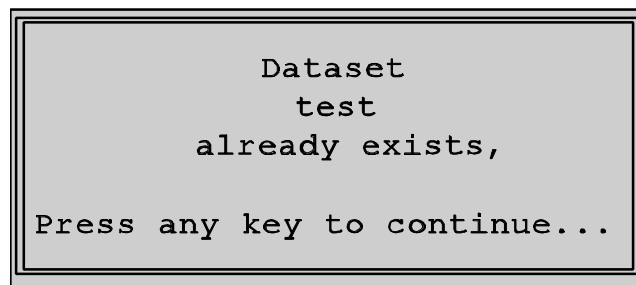 Dataset
test
already exists,
Press any key to continue...